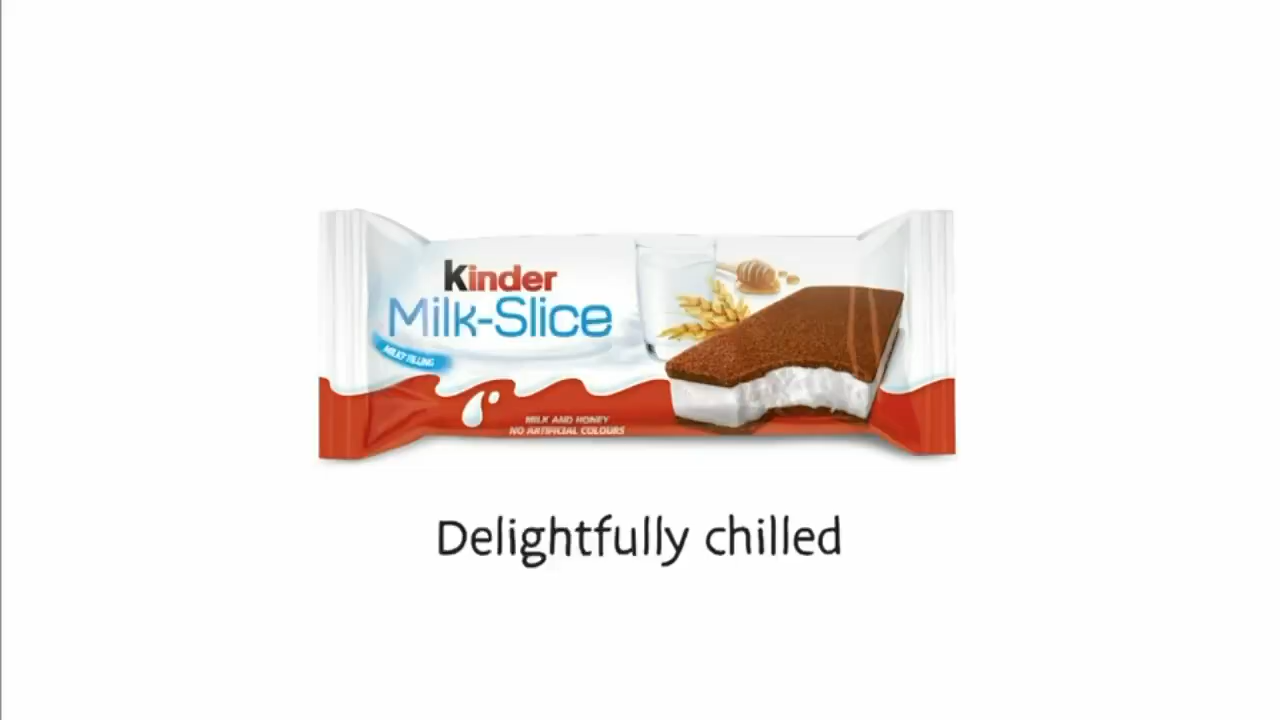 Kinder
Milk-Slice
MILKY FILLING
MILK AND HONEY
NO ARTIFICIAL COLOURS
Delightfully chilled